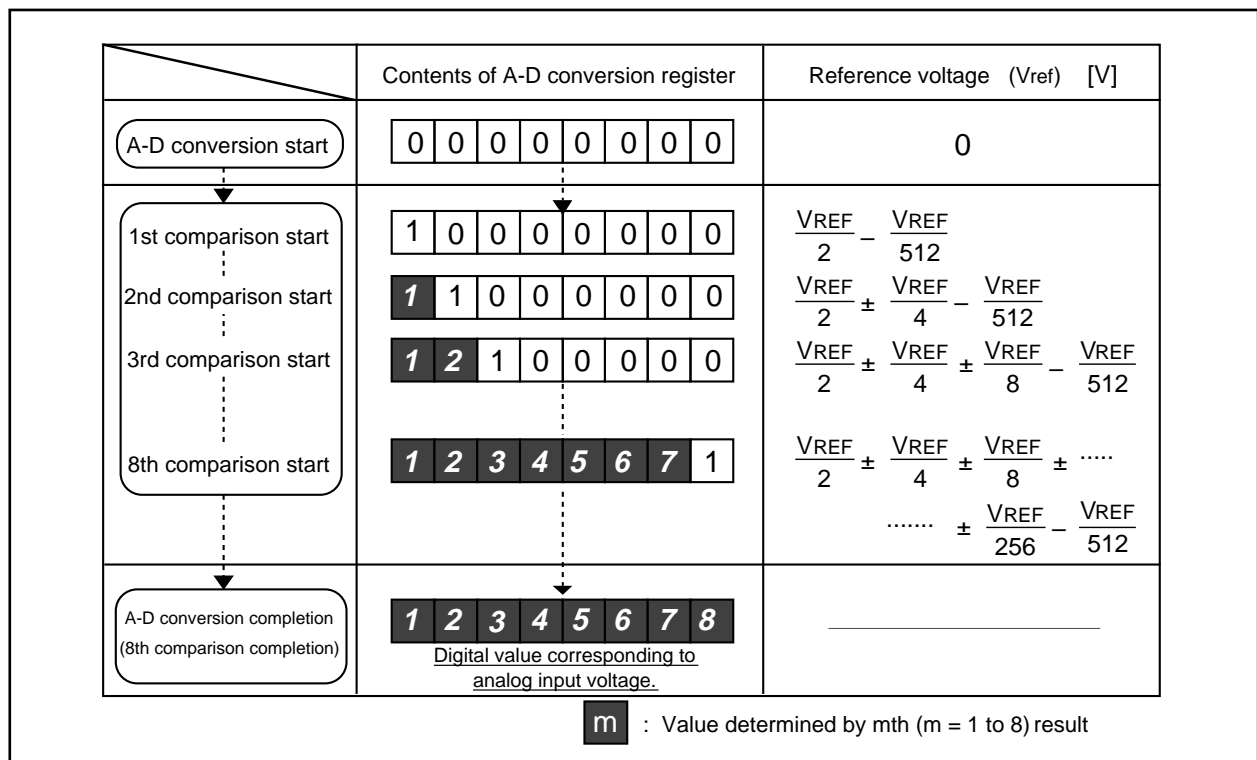 Contents of A-D conversion register
Reference voltage (Vref) [V]
A-D conversion start
0 0 0 0 0 0 0 0
0
1st comparison start
1 0 0 0 0 0 0 0
VREF/2 – VREF/512
2nd comparison start
1 1 0 0 0 0 0 0
VREF/2 ± VREF/4 – VREF/512
3rd comparison start
1 2 1 0 0 0 0 0
VREF/2 ± VREF/4 ± VREF/8 – VREF/512
8th comparison start
1 2 3 4 5 6 7 1
VREF/2 ± VREF/4 ± VREF/8 ± .....
....... ± VREF/256 – VREF/512
A-D conversion completion
(8th comparison completion)
1 2 3 4 5 6 7 8
Digital value corresponding to
analog input voltage.
m : Value determined by mth (m = 1 to 8) result